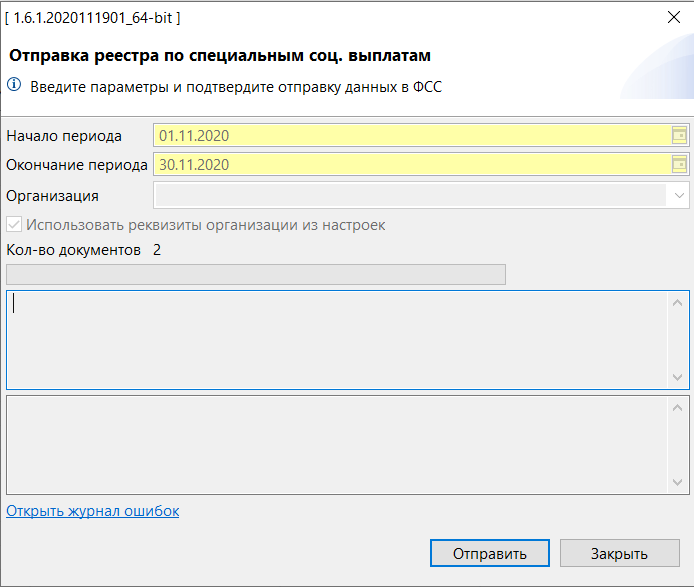 [ 1.6.1.2020111901_64-bit ]
Отправка реестра по специальным соц. выплатам
Введите параметры и подтвердите отправку данных в ФСС
Начало периода 01.11.2020
Окончание периода 30.11.2020
Организация
Использовать реквизиты организации из настроек
Кол-во документов 2
Открыть журнал ошибок
Отправить Закрыть